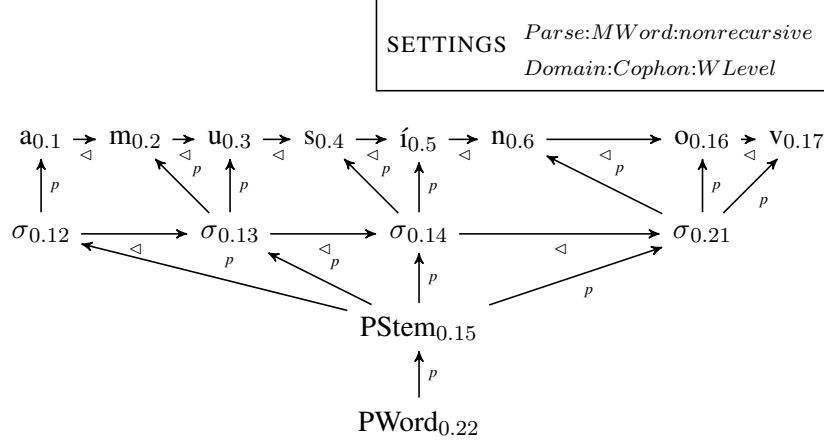 SETTINGS Parse:MWord:nonrecursive
Domain:Cophon:WLevel
a0.1 ◁ m0.2 ◁ u0.3 ◁ s0.4 ◁ í0.5 ◁ n0.6 ◁ o0.16 ◁ v0.17
p p p p p p p p
σ0.12 ◁ σ0.13 ◁ σ0.14 ◁ σ0.21
p p p p
PStem0.15
p
PWord0.22